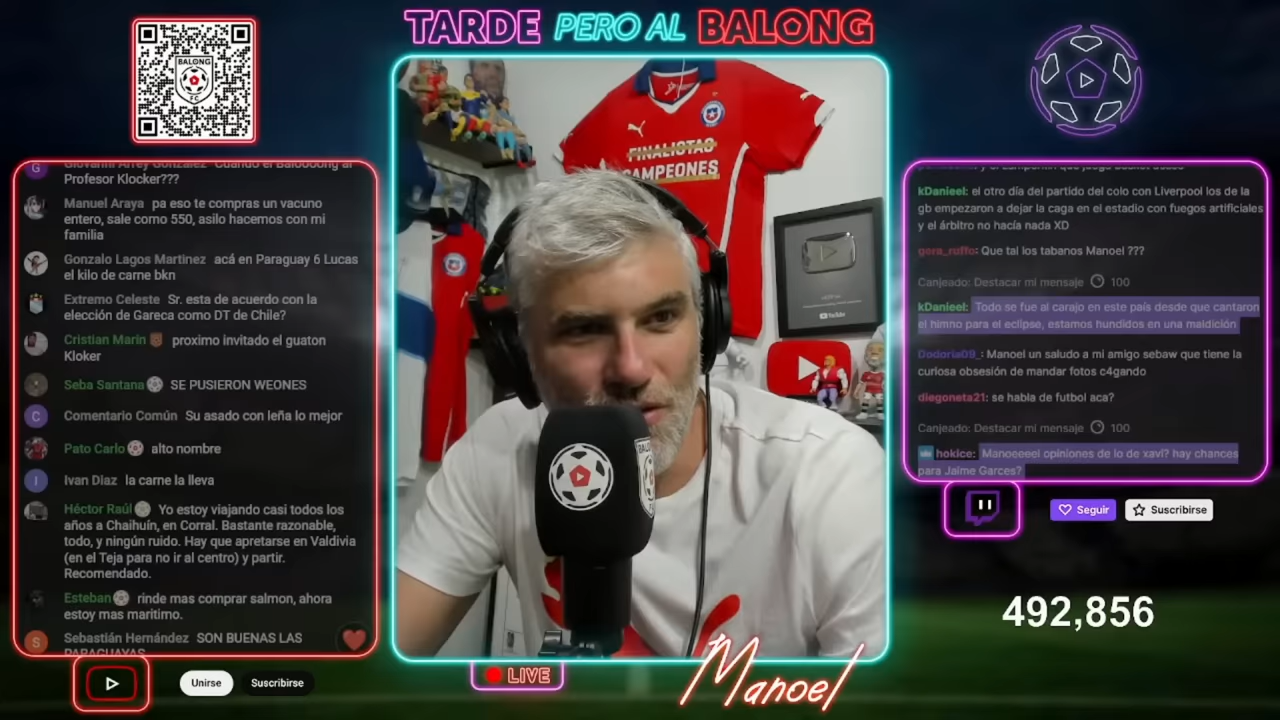 TARDE PERO AL BALONG
BALONG
FC
Giovanni Arrey González Cuando el Balooong al
Profesor Klocker???
Manuel Araya pa eso te compras un vacuno
entero, sale como 550, asilo hacemos con mi
familia
Gonzalo Lagos Martinez acá en Paraguay 6 Lucas
el kilo de carne bkn
Extremo Celeste Sr. esta de acuerdo con la
elección de Gareca como DT de Chile?
Cristian Marín proximo invitado el guaton
Kloker
Seba Santana SE PUSIERON WEONES
Comentario Común Su asado con leña lo mejor
Pato Carlo alto nombre
Ivan Diaz la carne la lleva
Héctor Raúl Yo estoy viajando casi todos los
años a Chaihuín, en Corral. Bastante razonable,
todo, y ningún ruido. Hay que apretarse en Valdivia
(en el Teja para no ir al centro) y partir.
Recomendado.
Esteban rinde mas comprar salmon, ahora
estoy mas maritimo.
Sebastián Hernández SON BUENAS LAS
PARAGUAYAS
Unirse
Suscribirse
FINALISTAS
CAMPEONES
YouTube
LIVE
Manoel
kDanieel: el otro día del partido del colo con Liverpool los de la
gb empezaron a dejar la caga en el estadio con fuegos artificiales
y el árbitro no hacía nada XD
gora_ruffo: Que tal los tabanos Manoel ???
Canjeado: Destacar mi mensaje 100
kDanieel: Todo se fue al carajo en este país desde que cantaron
el himno para el eclipse, estamos hundidos en una maldición
Dodoria09_: Manoel un saludo a mi amigo sebaw que tiene la
curiosa obsesión de mandar fotos c4gando
diegoneta21: se habla de futbol aca?
Canjeado: Destacar mi mensaje 100
hokice: Manoeeeel opiniones de lo de xavi? hay chances
para Jaime Garces?
Seguir
Suscribirse
492,856